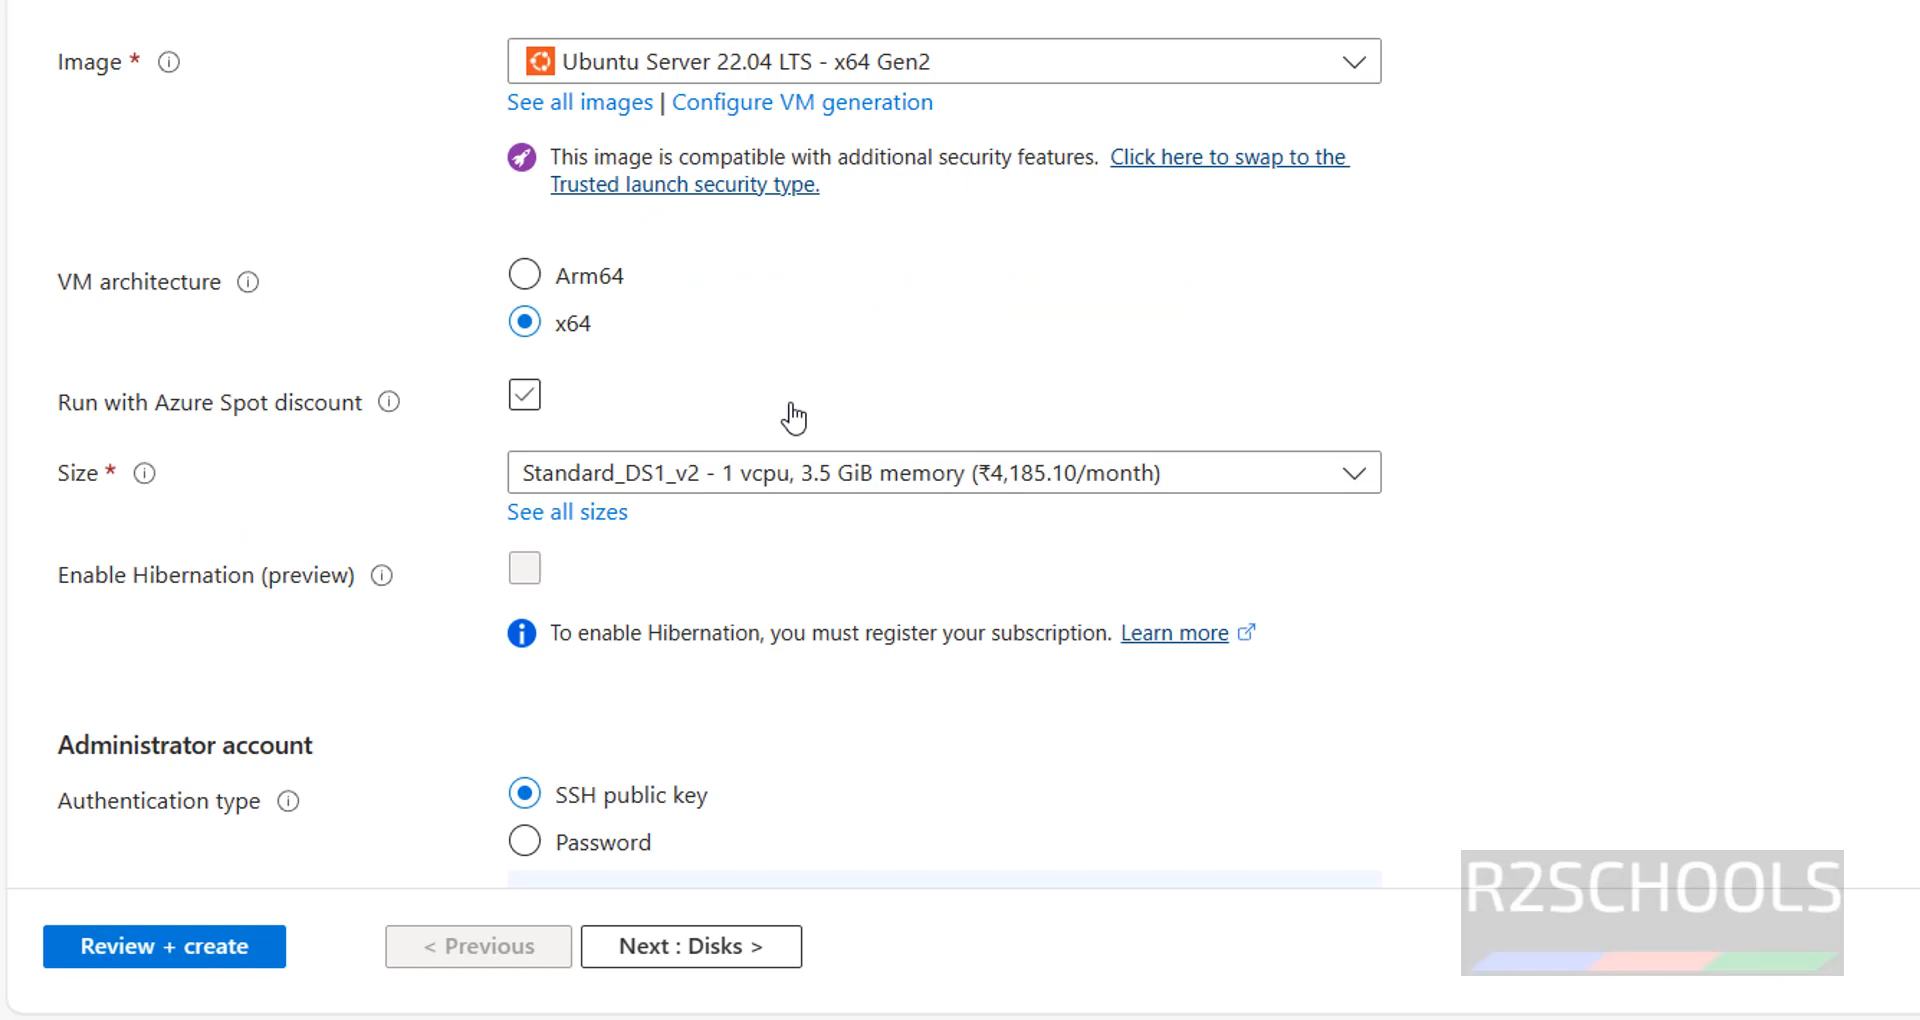 Image *
Ubuntu Server 22.04 LTS - x64 Gen2
See all images | Configure VM generation
This image is compatible with additional security features. Click here to swap to the
Trusted launch security type.
VM architecture
Arm64
x64
Run with Azure Spot discount
Size *
Standard_DS1_v2 - 1 vcpu, 3.5 GiB memory (₹4,185.10/month)
See all sizes
Enable Hibernation (preview)
To enable Hibernation, you must register your subscription. Learn more
Administrator account
Authentication type
SSH public key
Password
R2SCHOOLS
Review + create
< Previous
Next : Disks >